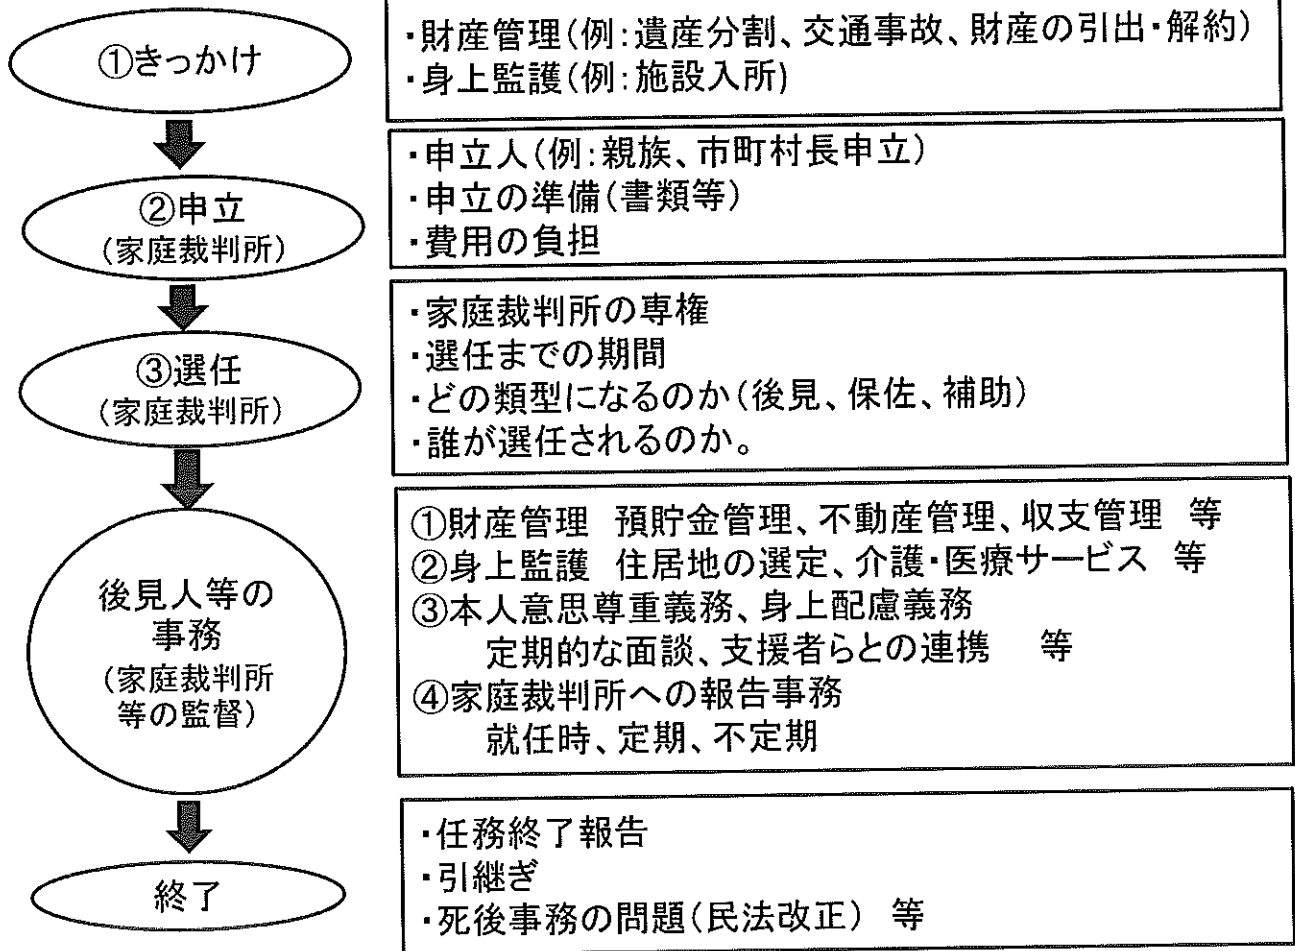 ①きっかけ
・財産管理(例:遺産分割、交通事故、財産の引出・解約)
・身上監護(例:施設入所)
②申立
(家庭裁判所)
・申立人(例:親族、市町村長申立)
・申立の準備(書類等)
・費用の負担
③選任
(家庭裁判所)
・家庭裁判所の専権
・選任までの期間
・どの類型になるのか(後見、保佐、補助)
・誰が選任されるのか。
後見人等の
事務
(家庭裁判所
等の監督)
①財産管理 預貯金管理、不動産管理、収支管理 等
②身上監護 住居地の選定、介護・医療サービス 等
③本人意思尊重義務、身上配慮義務
定期的な面談、支援者らとの連携 等
④家庭裁判所への報告事務
就任時、定期、不定期
終了
・任務終了報告
・引継ぎ
・死後事務の問題(民法改正) 等